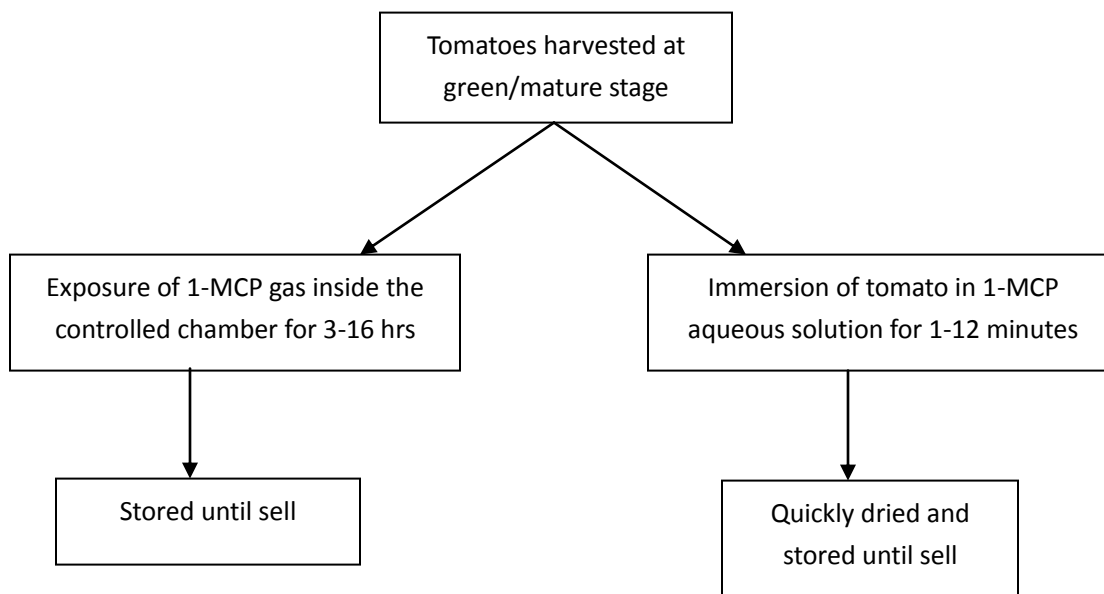 Tomatoes harvested at
green/mature stage
Exposure of 1-MCP gas inside the
controlled chamber for 3-16 hrs
Immersion of tomato in 1-MCP
aqueous solution for 1-12 minutes
Stored until sell
Quickly dried and
stored until sell